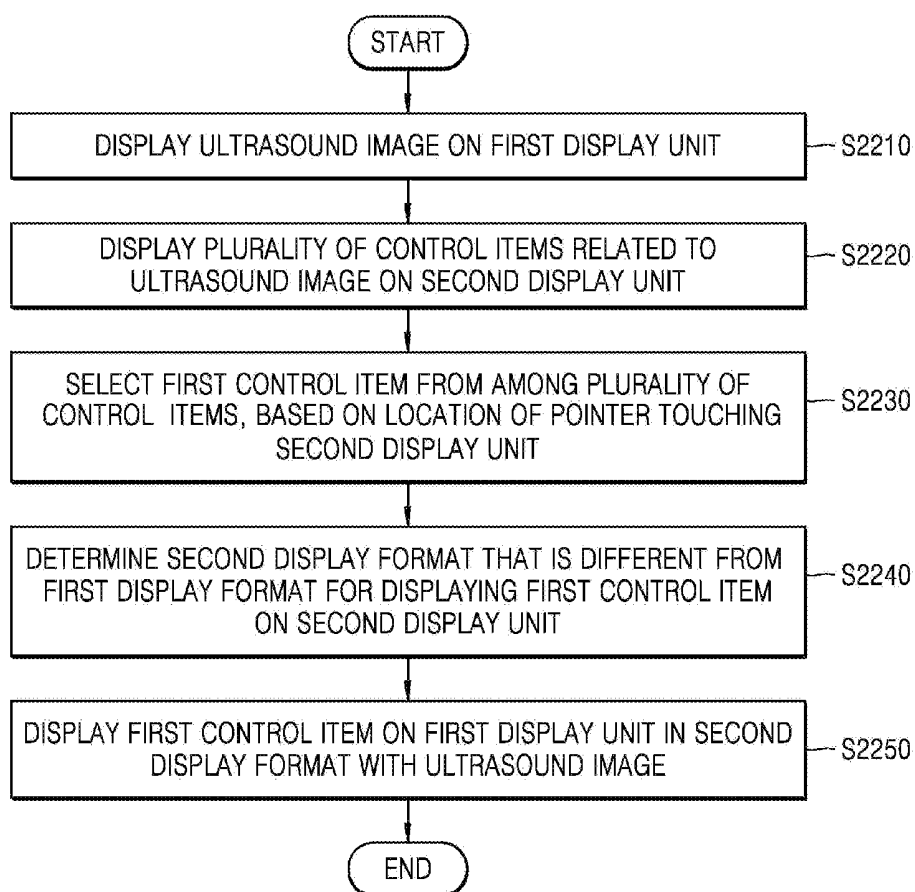 START
DISPLAY ULTRASOUND IMAGE ON FIRST DISPLAY UNIT
S2210
DISPLAY PLURALITY OF CONTROL ITEMS RELATED TO
ULTRASOUND IMAGE ON SECOND DISPLAY UNIT
S2220
SELECT FIRST CONTROL ITEM FROM AMONG PLURALITY OF
CONTROL ITEMS, BASED ON LOCATION OF POINTER TOUCHING
SECOND DISPLAY UNIT
S2230
DETERMINE SECOND DISPLAY FORMAT THAT IS DIFFERENT FROM
FIRST DISPLAY FORMAT FOR DISPLAYING FIRST CONTROL ITEM
ON SECOND DISPLAY UNIT
S2240
DISPLAY FIRST CONTROL ITEM ON FIRST DISPLAY UNIT IN SECOND
DISPLAY FORMAT WITH ULTRASOUND IMAGE
S2250
END